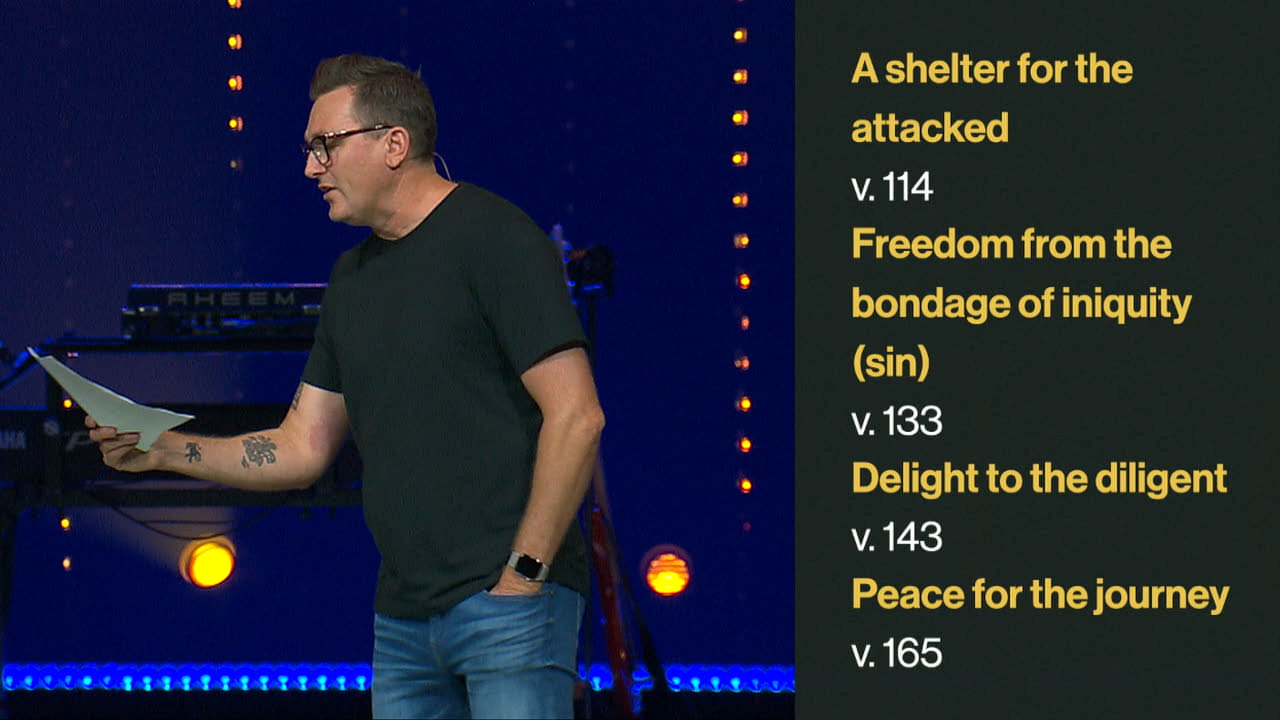 RHEEM
A shelter for the
attacked
v. 114
Freedom from the
bondage of iniquity
(sin)
v. 133
Delight to the diligent
v. 143
Peace for the journey
v. 165